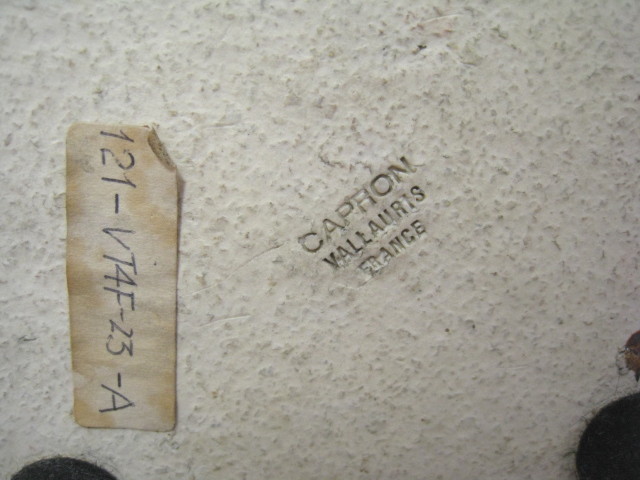 121-VT4F-23-A
CAPRON
VALLAURIS
FRANCE